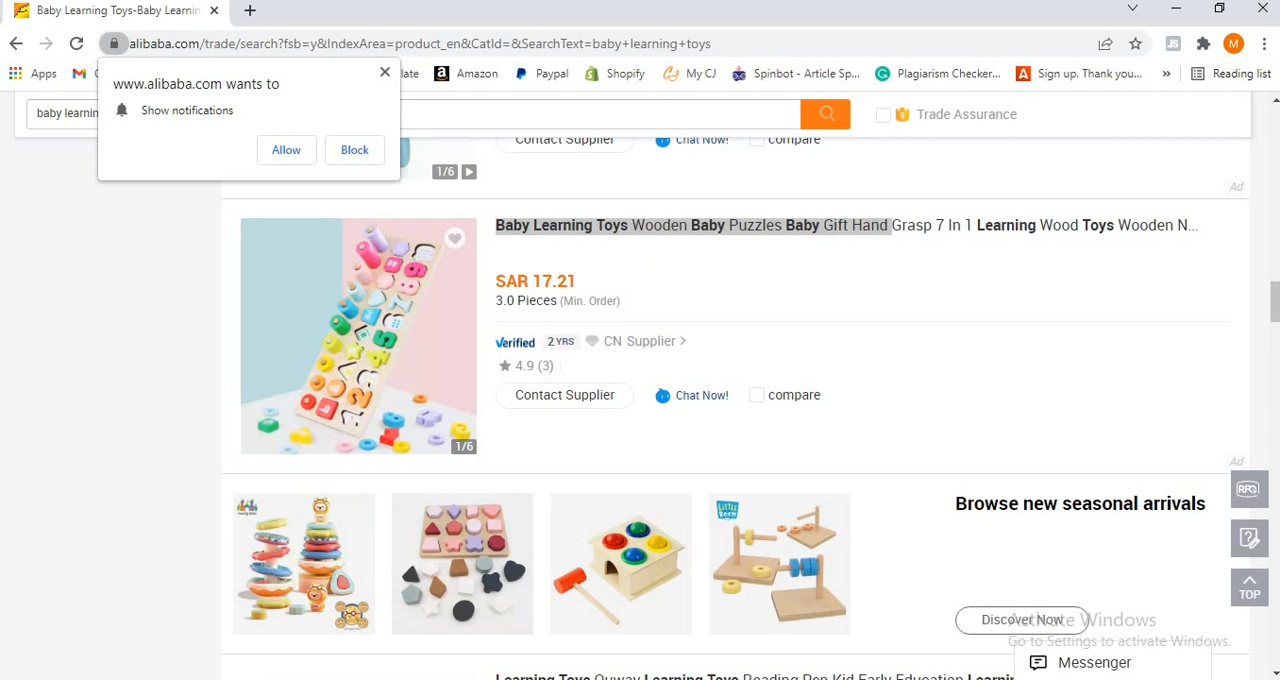 Baby Learning Toys-Baby Learnin
alibaba.com/trade/search?fsb=y&IndexArea=product_en&CatId=&SearchText=baby+learning+toys
M
Apps
late
Amazon
Paypal
Shopify
My CJ
Spinbot - Article Sp...
Plagiarism Checker...
Sign up. Thank you...
»
Reading list
www.alibaba.com wants to
Show notifications
Allow
Block
baby learnin
Trade Assurance
Contact Supplier
Chat Now!
compare
1/6
Ad
Baby Learning Toys Wooden Baby Puzzles Baby Gift Hand Grasp 7 In 1 Learning Wood Toys Wooden N...
SAR 17.21
3.0 Pieces (Min. Order)
Verified 2 YRS CN Supplier >
4.9 (3)
Contact Supplier
Chat Now!
compare
1/6
Ad
RFQ
Browse new seasonal arrivals
TOP
Discover Now
Activate Windows
Go to Settings to activate Windows.
Messenger
Learning Toys Ouway Learning Toys Reading Pen Kid Early Education